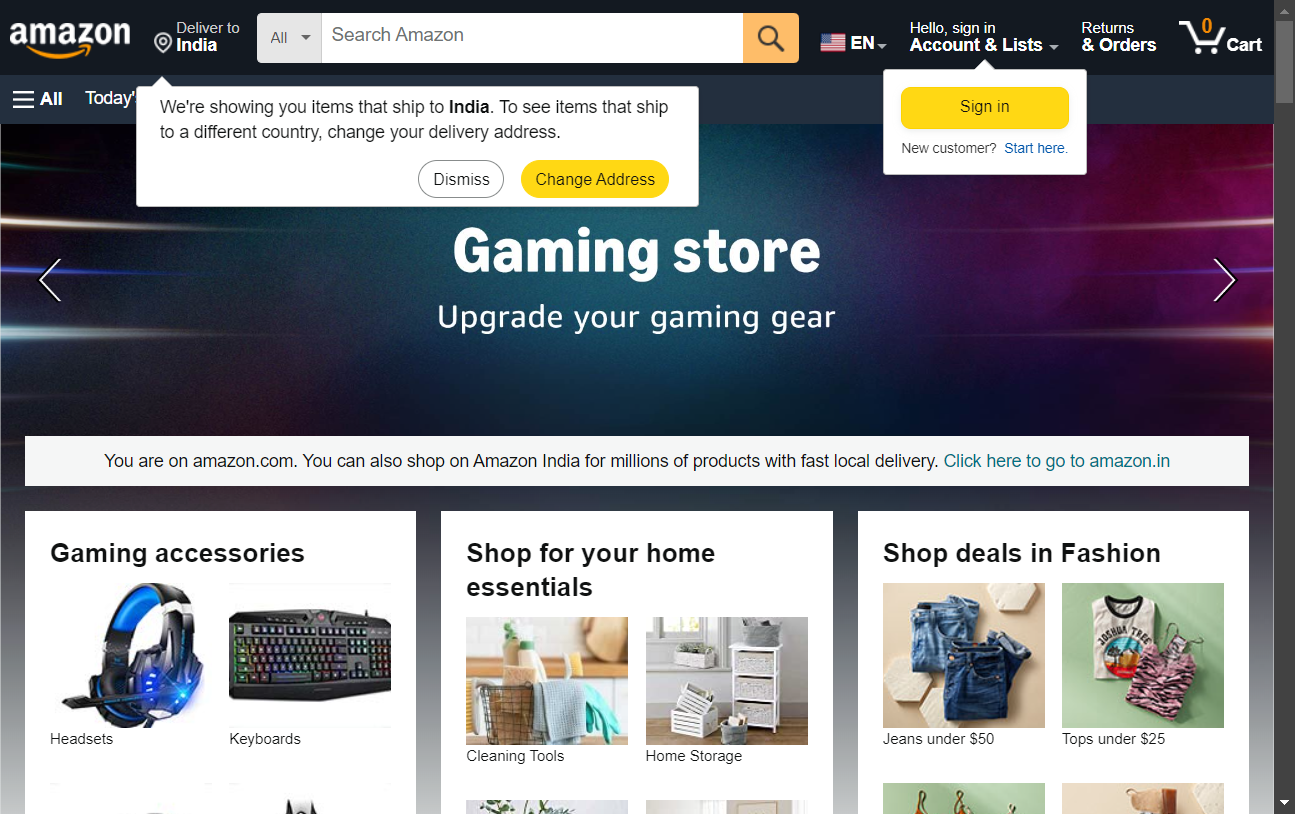 amazon
Deliver to
India
All
Search Amazon
EN
Hello, sign in
Account & Lists
Returns
& Orders
0
Cart
All
Today'
We're showing you items that ship to India. To see items that ship
to a different country, change your delivery address.
Dismiss
Change Address
Sign in
New customer? Start here.
Gaming store
Upgrade your gaming gear
You are on amazon.com. You can also shop on Amazon India for millions of products with fast local delivery. Click here to go to amazon.in
Gaming accessories
Headsets
Keyboards
Shop for your home
essentials
Cleaning Tools
Home Storage
Shop deals in Fashion
JOSHUA TREE
Jeans under $50
Tops under $25